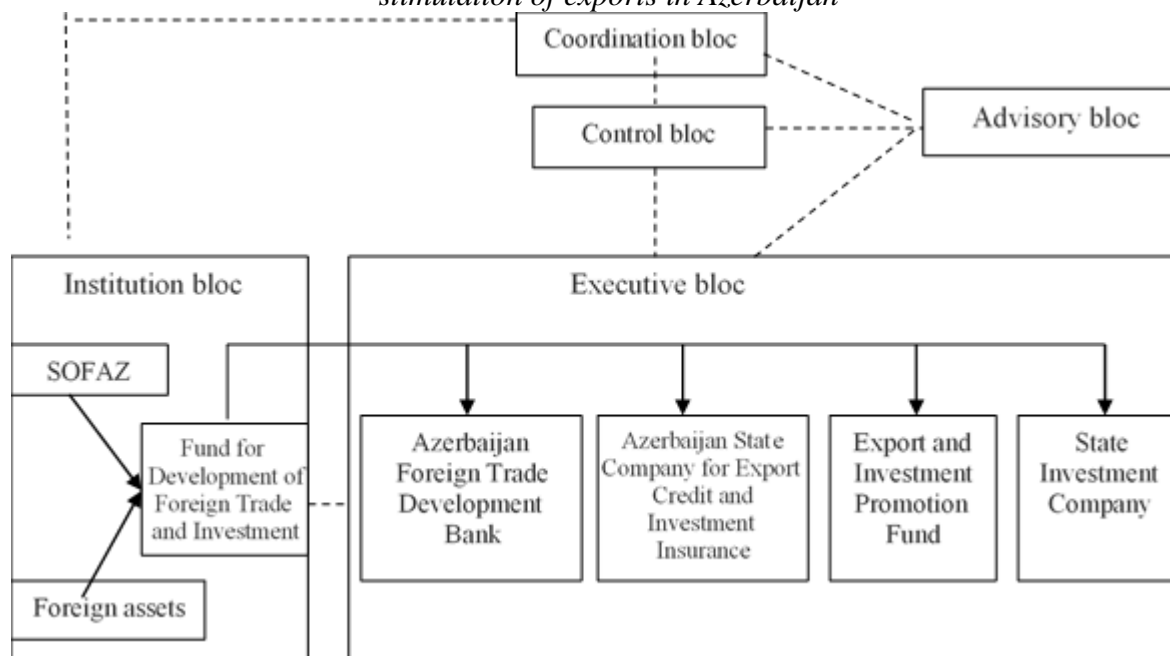 stimulation of exports in Azerbaijan
Coordination bloc
Control bloc
Advisory bloc
Institution bloc
Executive bloc
SOFAZ
Fund for
Development of
Foreign Trade
and Investment
Foreign assets
Azerbaijan
Foreign Trade
Development
Bank
Azerbaijan State
Company for Export
Credit and
Investment
Insurance
Export and
Investment
Promotion
Fund
State
Investment
Company